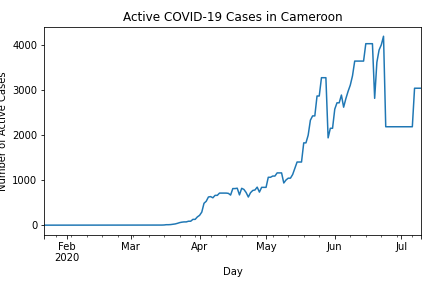 Active COVID-19 Cases in Cameroon
Number of Active Cases
4000
3000
2000
1000
0
Feb
2020
Mar
Apr
May
Jun
Jul
Day